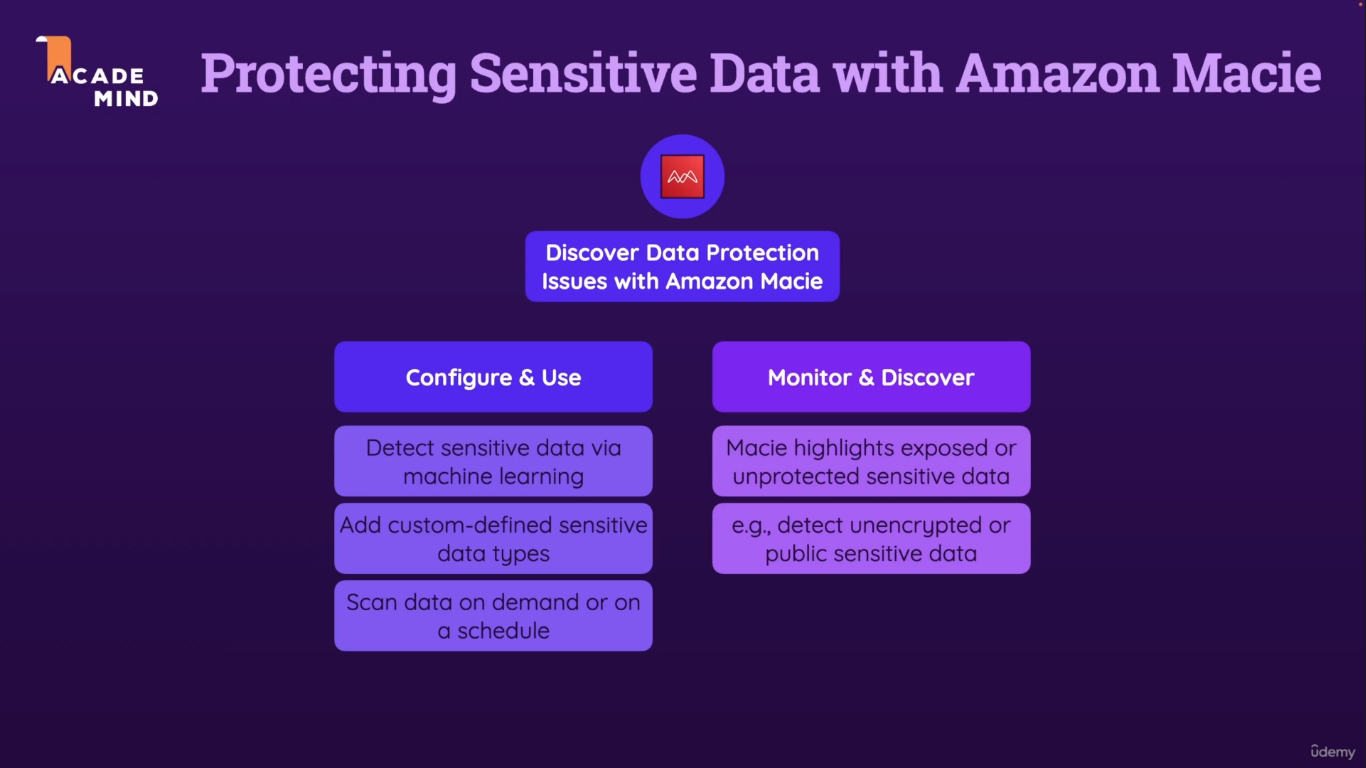 ACADE
MIND
Protecting Sensitive Data with Amazon Macie
Discover Data Protection
Issues with Amazon Macie
Configure & Use
Detect sensitive data via
machine learning
Add custom-defined sensitive
data types
Scan data on demand or on
a schedule
Monitor & Discover
Macie highlights exposed or
unprotected sensitive data
e.g., detect unencrypted or
public sensitive data
udemy